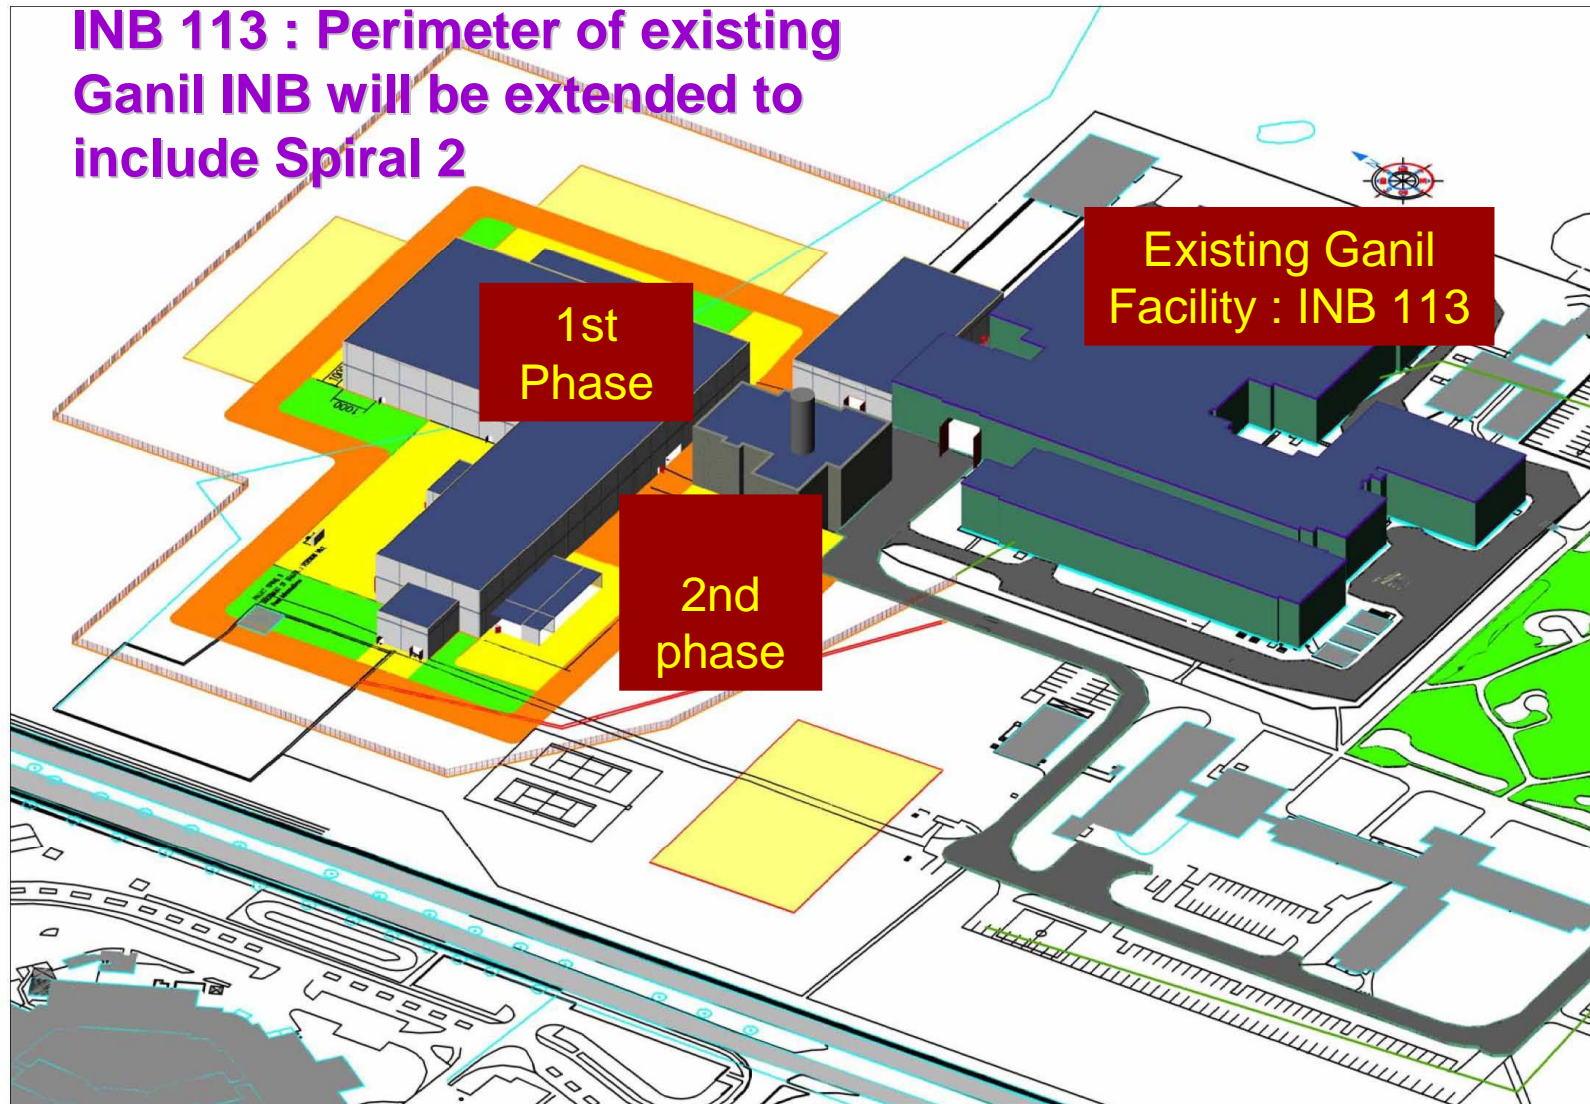 INB 113 : Perimeter of existing
Ganil INB will be extended to
include Spiral 2
Existing Ganil
Facility : INB 113
1st
Phase
1000
2nd
phase